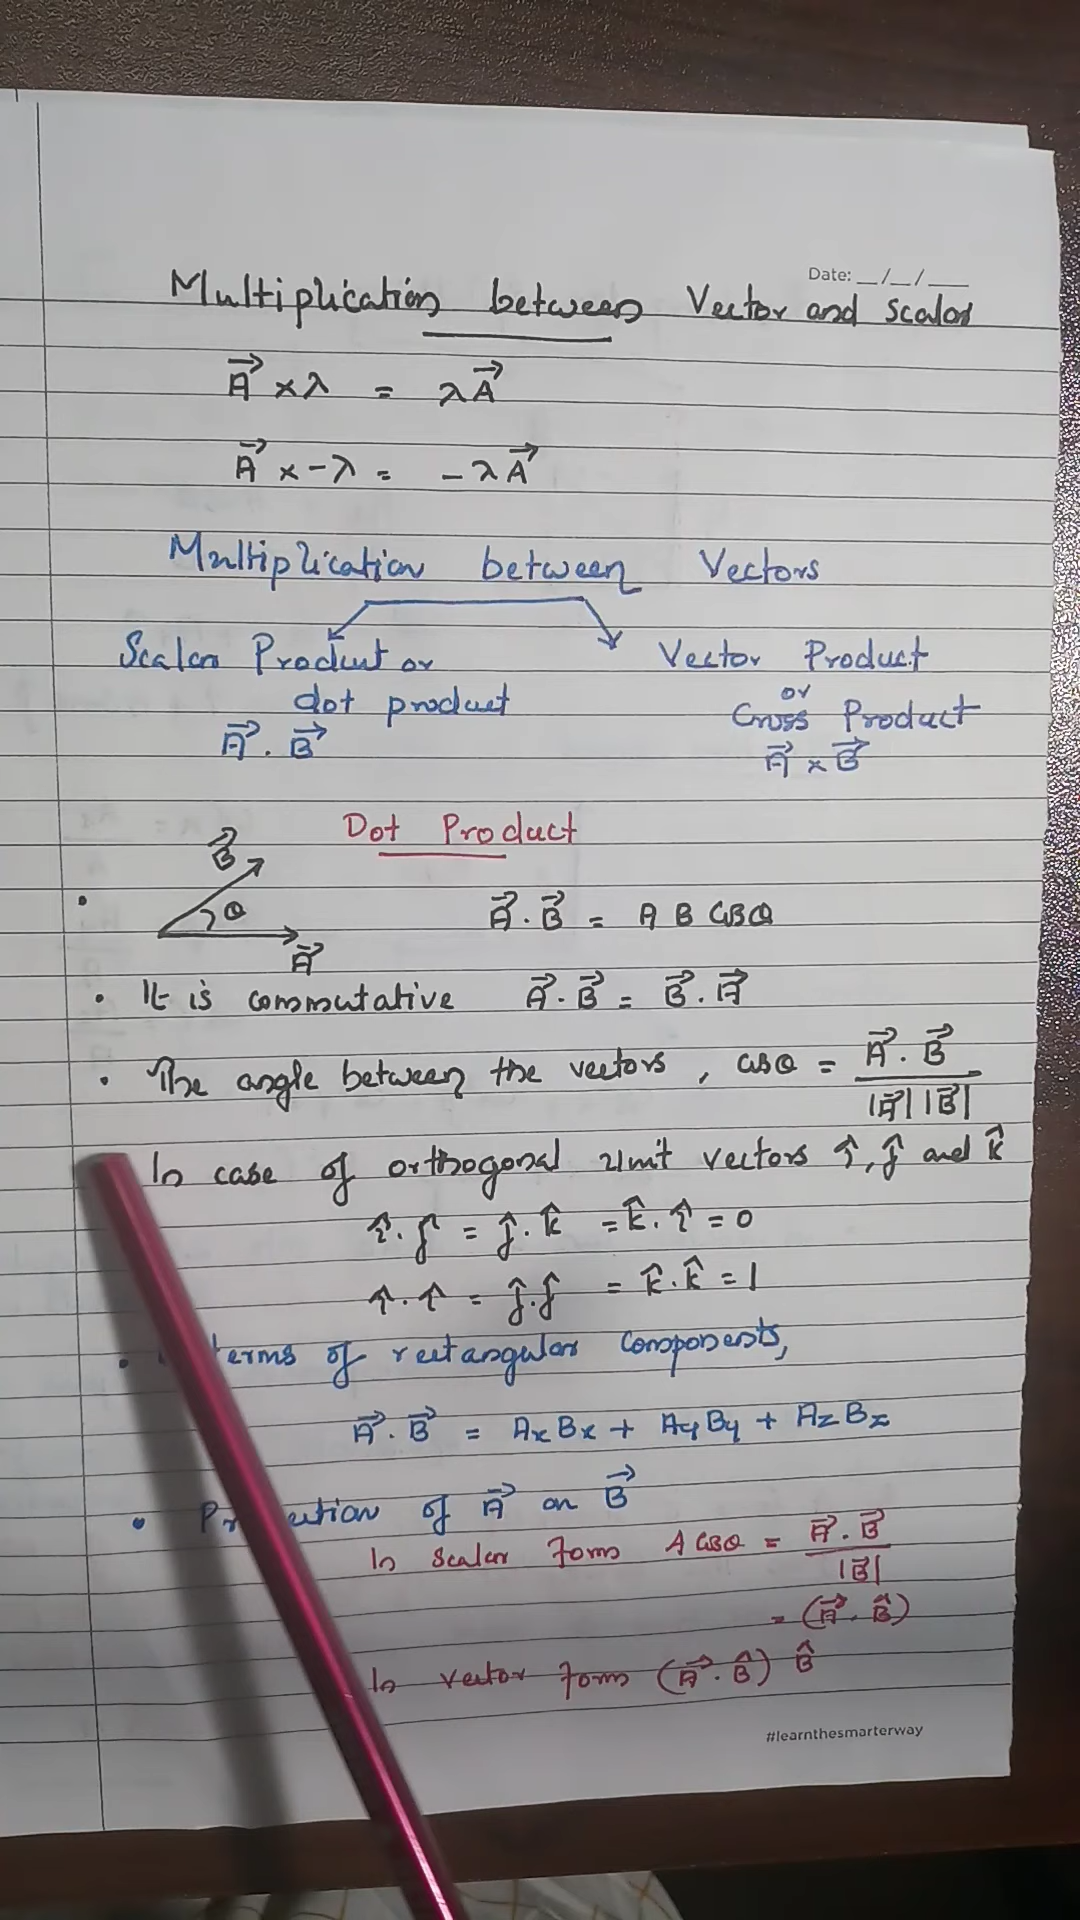 Date: __/__/___
Multiplication between Vector and Scalar
A⃗ × λ = λA⃗
A⃗ × -λ = -λA⃗
Multiplication between Vectors
Scalar Product or
dot product
A⃗ . B⃗
Vector Product
or
Cross Product
A⃗ × B⃗
Dot Product
B⃗
θ
A⃗
A⃗ . B⃗ = A B cosθ
• It is commutative A⃗ . B⃗ = B⃗ . A⃗
• The angle between the vectors, cosθ = A⃗ . B⃗ / |A⃗| |B⃗|
In case of orthogonal unit vectors î, ĵ and k̂
î . ĵ = ĵ . k̂ = k̂ . î = 0
î . î = ĵ . ĵ = k̂ . k̂ = 1
• terms of rectangular components,
A⃗ . B⃗ = AxBx + AyBy + AzBz
• of A⃗ on B⃗
In Scalar form A cosθ = A⃗ . B⃗ / |B⃗|
= (A⃗ . B̂)
In vector form (A⃗ . B̂) B̂
#learnthesmarterway